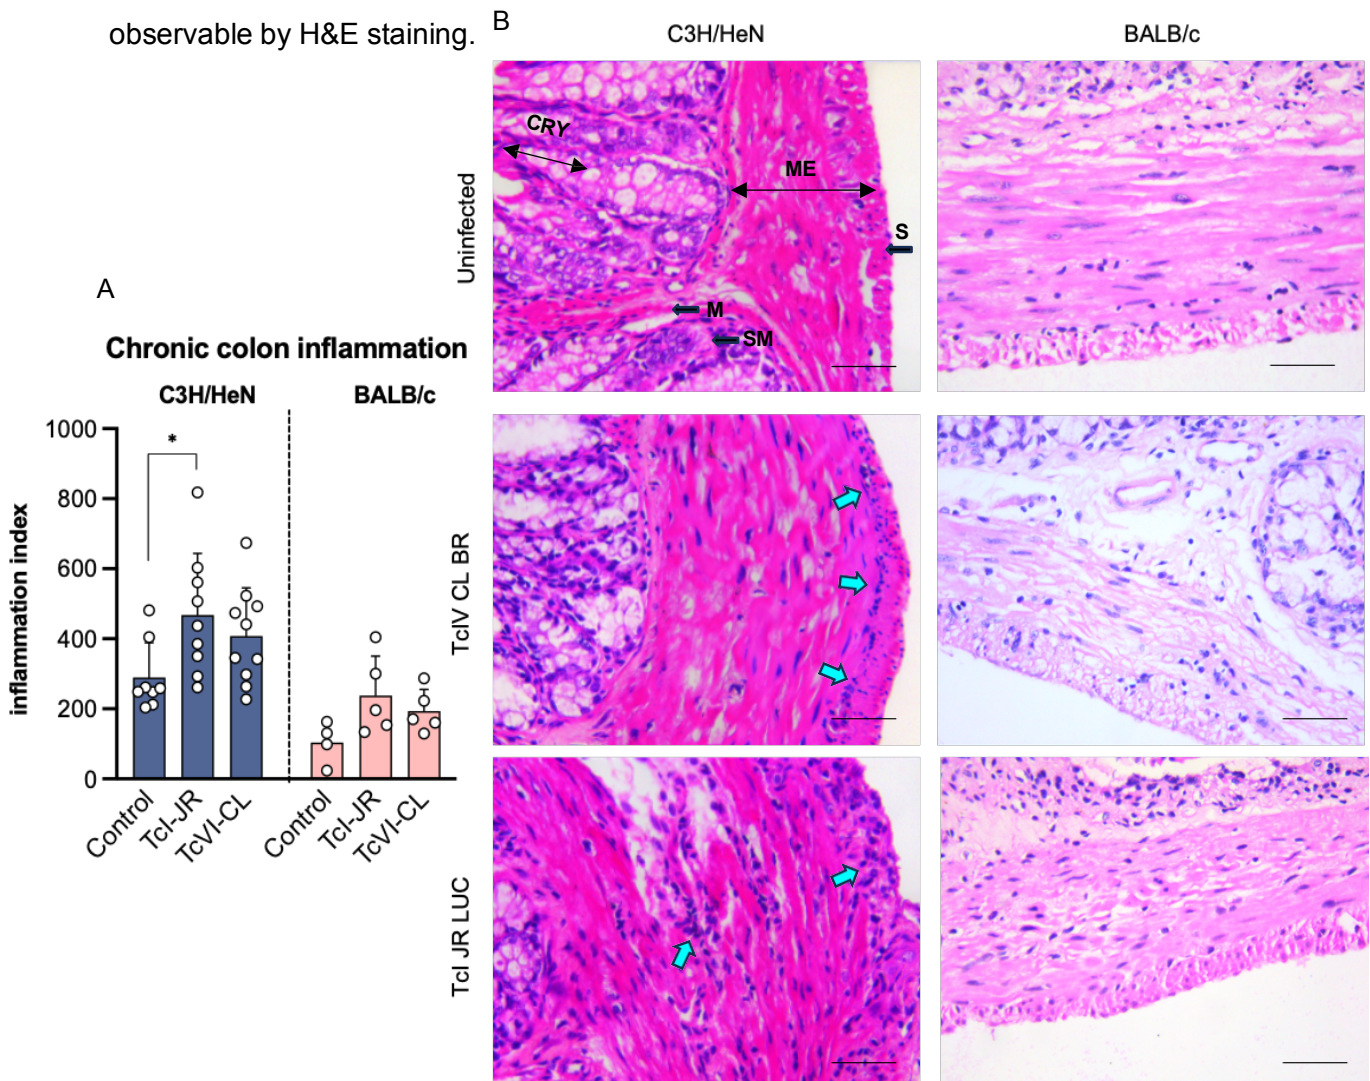 observable by H&E staining.
B
C3H/HeN
BALB/c
Uninfected
CRY
ME
S
M
SM
A
Chronic colon inflammation
C3H/HeN
BALB/c
inflammation index
1000
800
600
400
200
0
*
Control
TcI-JR
TcVI-CL
Control
TcI-JR
TcVI-CL
TcIV CL BR
TcI JR LUC